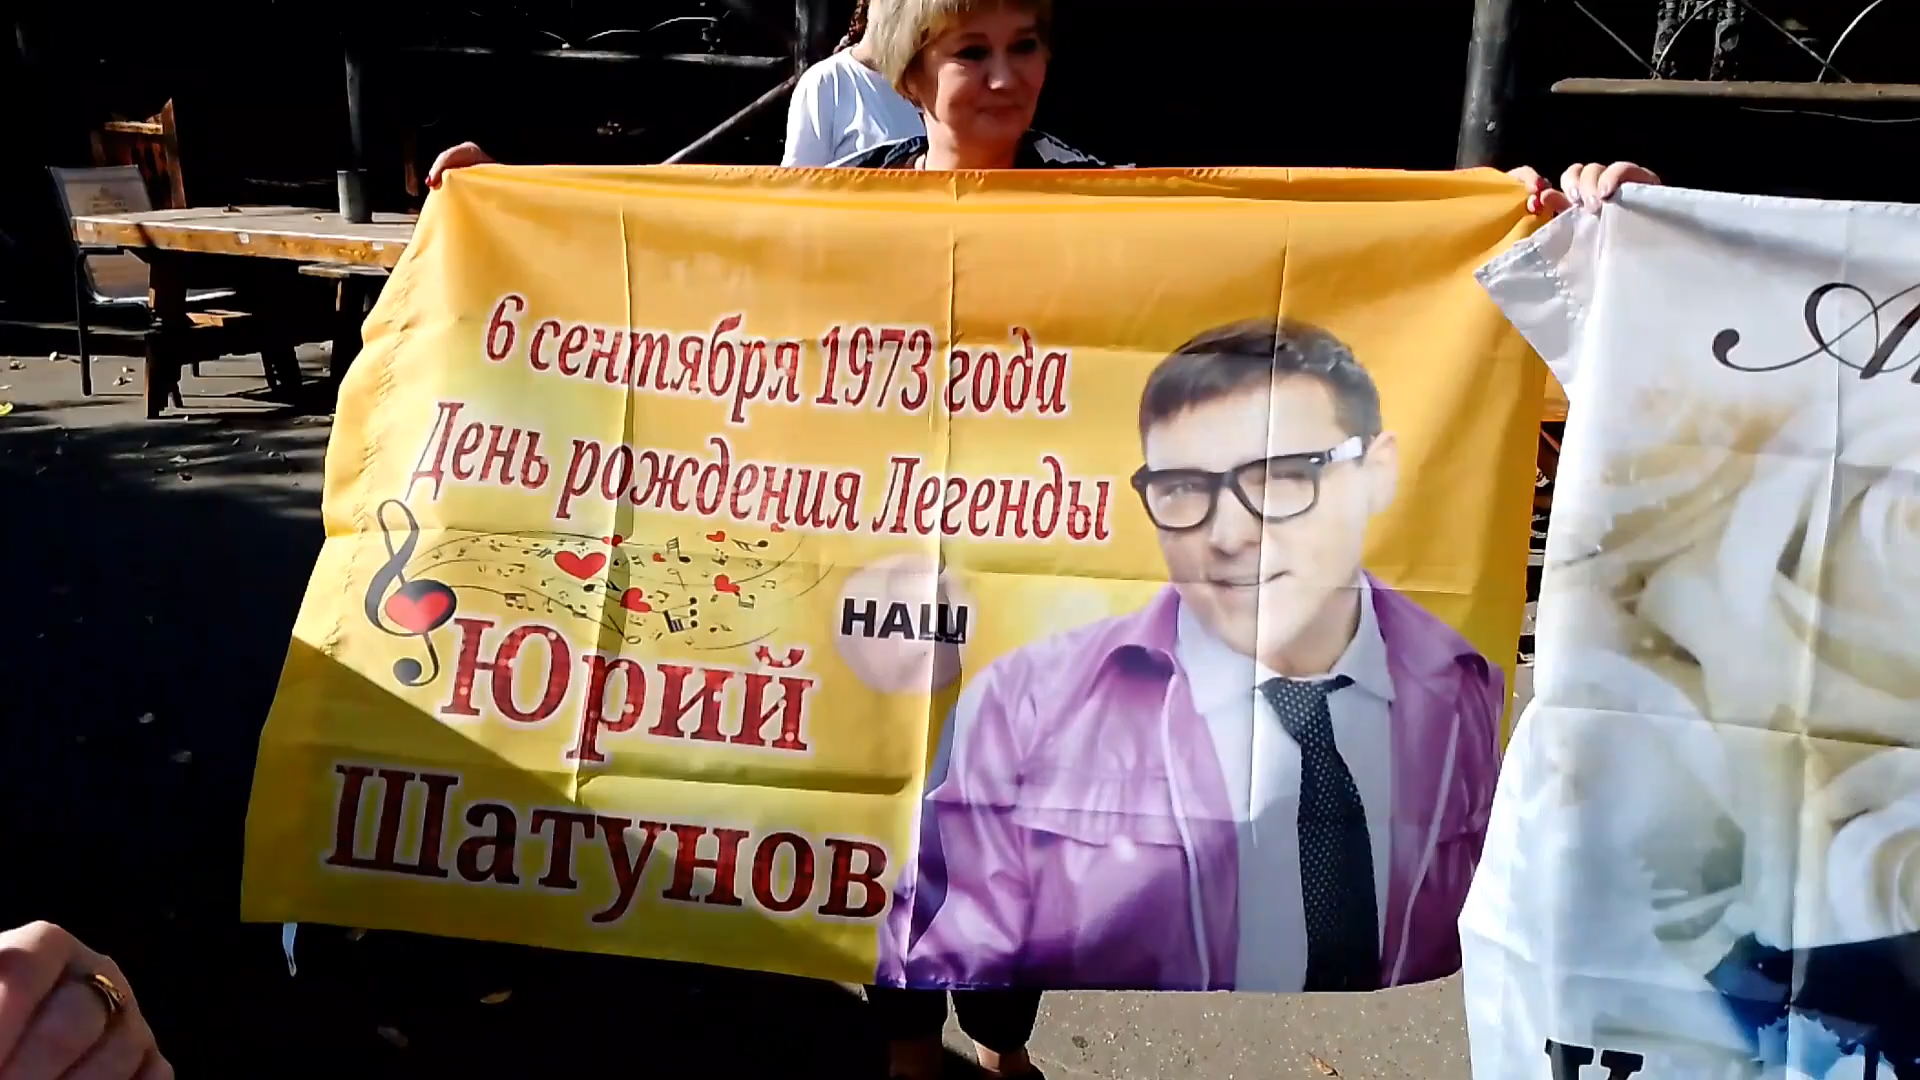 6 сентября 1973 года
День рождения Легенды
НАШ
Юрий
Шатунов